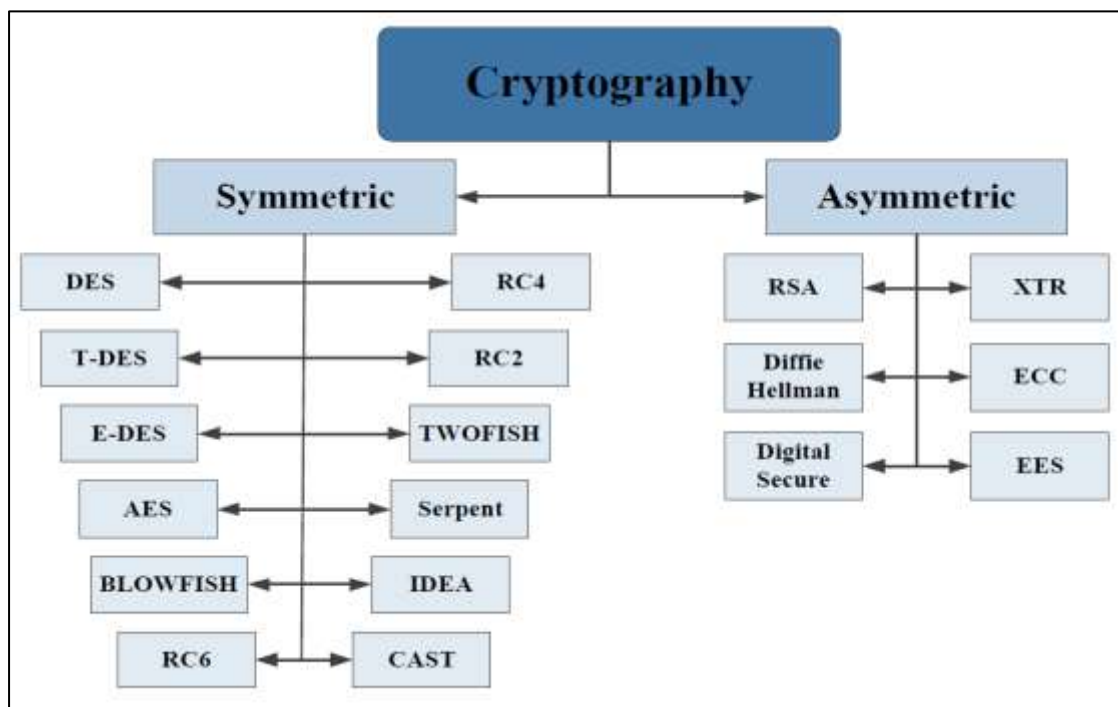 Cryptography
Symmetric
Asymmetric
DES
RC4
RSA
XTR
T-DES
RC2
Diffie
Hellman
ECC
E-DES
TWOFISH
Digital
Secure
EES
AES
Serpent
BLOWFISH
IDEA
RC6
CAST